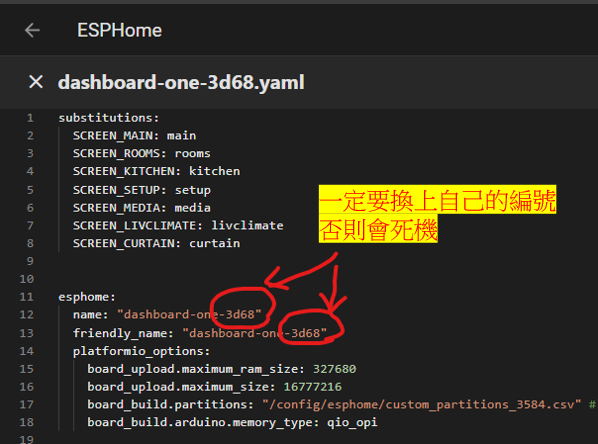 ESPHome
dashboard-one-3d68.yaml
1 substitutions:
2 SCREEN_MAIN: main
3 SCREEN_ROOMS: rooms
4 SCREEN_KITCHEN: kitchen
5 SCREEN_SETUP: setup
6 SCREEN_MEDIA: media
7 SCREEN_LIVCLIMATE: livclimate
8 SCREEN_CURTAIN: curtain
一定要換上自己的編號
否則會死機
9
10
11 esphome:
12 name: "dashboard-one-3d68"
13 friendly_name: "dashboard-one-3d68"
14 platformio_options:
15 board_upload.maximum_ram_size: 327680
16 board_upload.maximum_size: 16777216
17 board_build.partitions: "/config/esphome/custom_partitions_3584.csv" #
18 board_build.arduino.memory_type: qio_opi
19